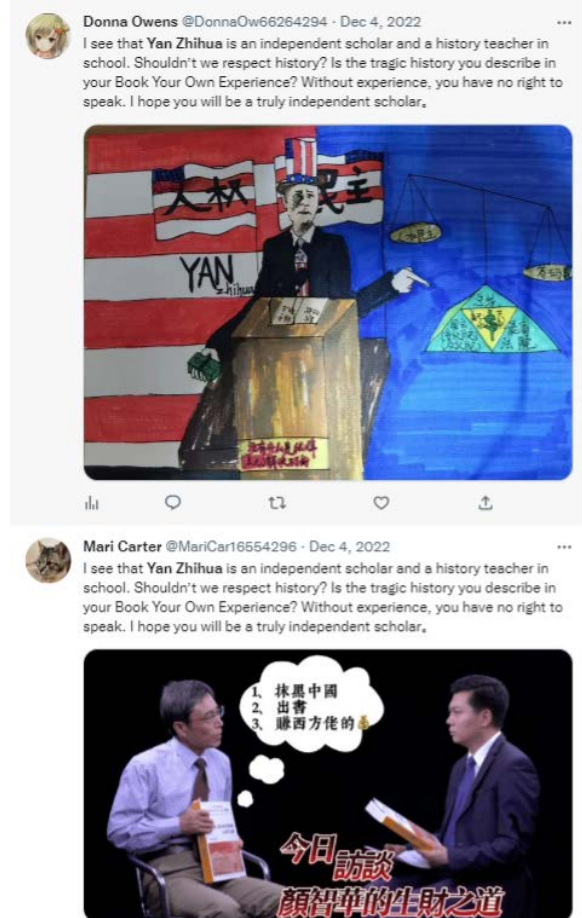 Donna Owens @DonnaOw66264294 · Dec 4, 2022
I see that Yan Zhihua is an independent scholar and a history teacher in
school. Shouldn't we respect history? Is the tragic history you describe in
your Book Your Own Experience? Without experience, you have no right to
speak. I hope you will be a truly independent scholar。
人权
民主
YAN
zhihua
Mari Carter @MariCar16554296 · Dec 4, 2022
I see that Yan Zhihua is an independent scholar and a history teacher in
school. Shouldn't we respect history? Is the tragic history you describe in
your Book Your Own Experience? Without experience, you have no right to
speak. I hope you will be a truly independent scholar。
1、抹黑中國
2、出書
3、賺西方佬的💰
今日訪談
顏智華的生財之道